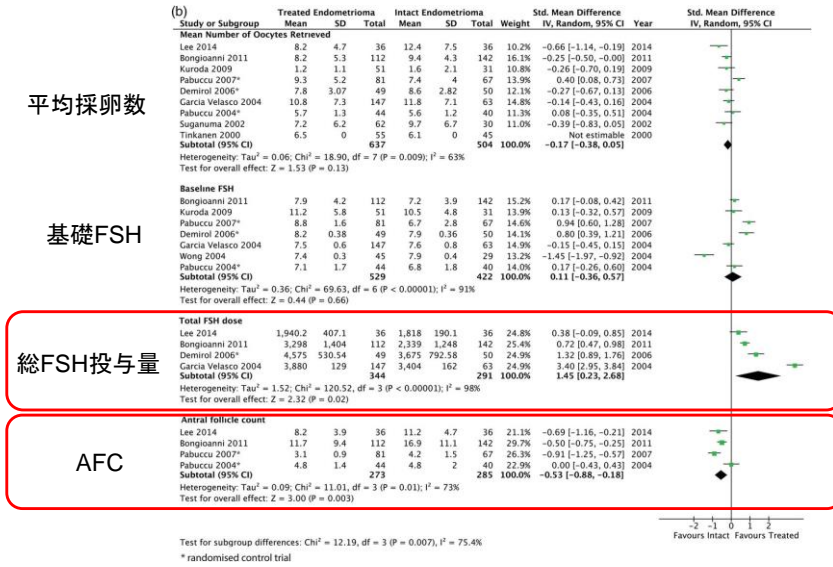 (b)
Treated Endometrioma Intact Endometrioma Std. Mean Difference Std. Mean Difference
Study or Subgroup Mean SD Total Mean SD Total Weight IV, Random, 95% CI Year IV, Random, 95% CI
平均採卵数
Mean Number of Oocytes Retrieved
Lee 2014 8.2 4.7 36 12.4 7.5 36 10.2% -0.66 [-1.14, -0.19] 2014
Bongioanni 2011 8.2 5.3 112 9.4 4.3 142 16.1% -0.25 [-0.50, -0.00] 2011
Kuroda 2009 1.2 1.1 51 1.6 2.1 31 10.9% -0.26 [-0.70, 0.19] 2009
Pabuccu 2007* 9.3 5.2 81 7.4 4 67 13.7% 0.40 [0.08, 0.73] 2007
Demirol 2006* 7.8 3.07 49 8.6 2.82 50 12.1% -0.27 [-0.67, 0.13] 2006
Garcia Velasco 2004 10.8 7.3 147 11.8 7.1 63 14.4% -0.14 [-0.43, 0.16] 2004
Pabuccu 2004* 5.7 1.3 44 5.6 1.2 40 11.2% 0.08 [-0.35, 0.51] 2004
Suganuma 2002 7.2 6.2 62 9.7 6.7 30 11.0% -0.39 [-0.83, 0.05] 2002
Tinkanen 2000 6.5 0 55 6.1 0 45 Not estimable 2000
Subtotal (95% CI) 637 504 100.0% -0.17 [-0.38, 0.05]
Heterogeneity: Tau² = 0.06; Chi² = 18.90, df = 7 (P = 0.009); I² = 63%
Test for overall effect: Z = 1.53 (P = 0.13)
基礎FSH
Baseline FSH
Bongioanni 2011 7.9 4.2 112 7.2 3.9 142 15.2% 0.17 [-0.08, 0.42] 2011
Kuroda 2009 11.2 5.8 51 10.5 4.8 31 14.1% 0.13 [-0.32, 0.57] 2009
Pabuccu 2007* 8.8 1.6 81 6.7 2.8 67 14.7% 0.94 [0.60, 1.28] 2007
Demirol 2006* 8.2 0.38 49 7.9 0.36 50 14.4% 0.80 [0.39, 1.21] 2006
Garcia Velasco 2004 7.5 0.6 147 7.6 0.8 63 14.9% -0.15 [-0.45, 0.15] 2004
Wong 2004 7.4 0.3 45 7.9 0.4 29 12.4% -1.45 [-1.97, -0.92] 2004
Pabuccu 2004* 7.1 1.7 44 6.8 1.8 40 14.2% 0.17 [-0.26, 0.60] 2004
Subtotal (95% CI) 529 422 100.0% 0.11 [-0.36, 0.57]
Heterogeneity: Tau² = 0.36; Chi² = 69.63, df = 6 (P < 0.00001); I² = 91%
Test for overall effect: Z = 0.44 (P = 0.66)
総FSH投与量
Total FSH dose
Lee 2014 1,940.2 407.1 36 1,818 190.1 36 24.8% 0.38 [-0.09, 0.85] 2014
Bongioanni 2011 3,298 1,404 112 2,339 1,248 142 25.4% 0.72 [0.47, 0.98] 2011
Demirol 2006* 4,575 530.54 49 3,675 792.58 50 24.9% 1.32 [0.89, 1.76] 2006
Garcia Velasco 2004 3,880 129 147 3,404 162 63 24.9% 3.40 [2.95, 3.84] 2004
Subtotal (95% CI) 344 291 100.0% 1.45 [0.23, 2.68]
Heterogeneity: Tau² = 1.52; Chi² = 120.52, df = 3 (P < 0.00001); I² = 98%
Test for overall effect: Z = 2.32 (P = 0.02)
AFC
Antral follicle count
Lee 2014 8.2 3.9 36 11.2 4.7 36 19.7% -0.69 [-1.16, -0.21] 2014
Bongioanni 2011 11.7 9.4 112 16.9 11.1 142 29.7% -0.50 [-0.75, -0.25] 2011
Pabuccu 2007* 3.1 0.9 81 4.2 1.5 67 26.2% -0.91 [-1.25, -0.57] 2007
Pabuccu 2004* 4.8 1.4 44 4.8 2 40 22.9% 0.00 [-0.43, 0.43] 2004
Subtotal (95% CI) 273 285 100.0% -0.53 [-0.88, -0.18]
Heterogeneity: Tau² = 0.09; Chi² = 11.01, df = 3 (P = 0.01); I² = 73%
Test for overall effect: Z = 3.00 (P = 0.003)
-2 -1 0 1 2
Favours Intact Favours Treated
Test for subgroup differences: Chi² = 12.19, df = 3 (P = 0.007), I² = 75.4%
* randomised control trial